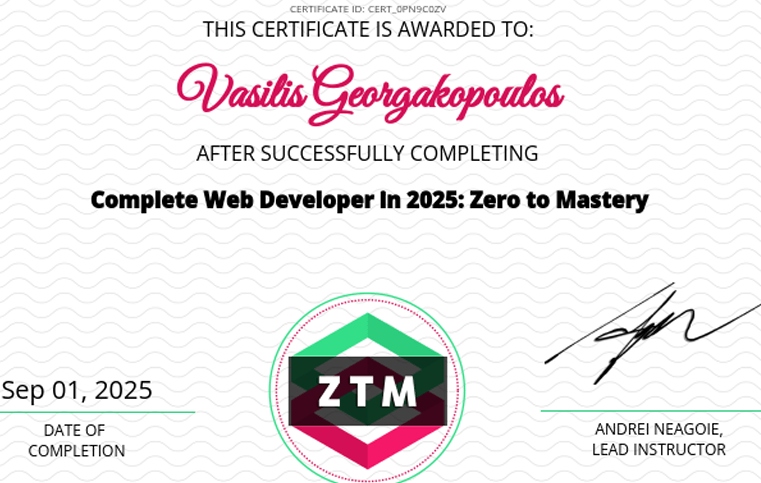 CERTIFICATE ID: CERT_0PN9C0ZV
THIS CERTIFICATE IS AWARDED TO:
Vasilis Georgakopoulos
AFTER SUCCESSFULLY COMPLETING
Complete Web Developer in 2025: Zero to Mastery
ZTM
Sep 01, 2025
DATE OF
COMPLETION
ANDREI NEAGOIE,
LEAD INSTRUCTOR